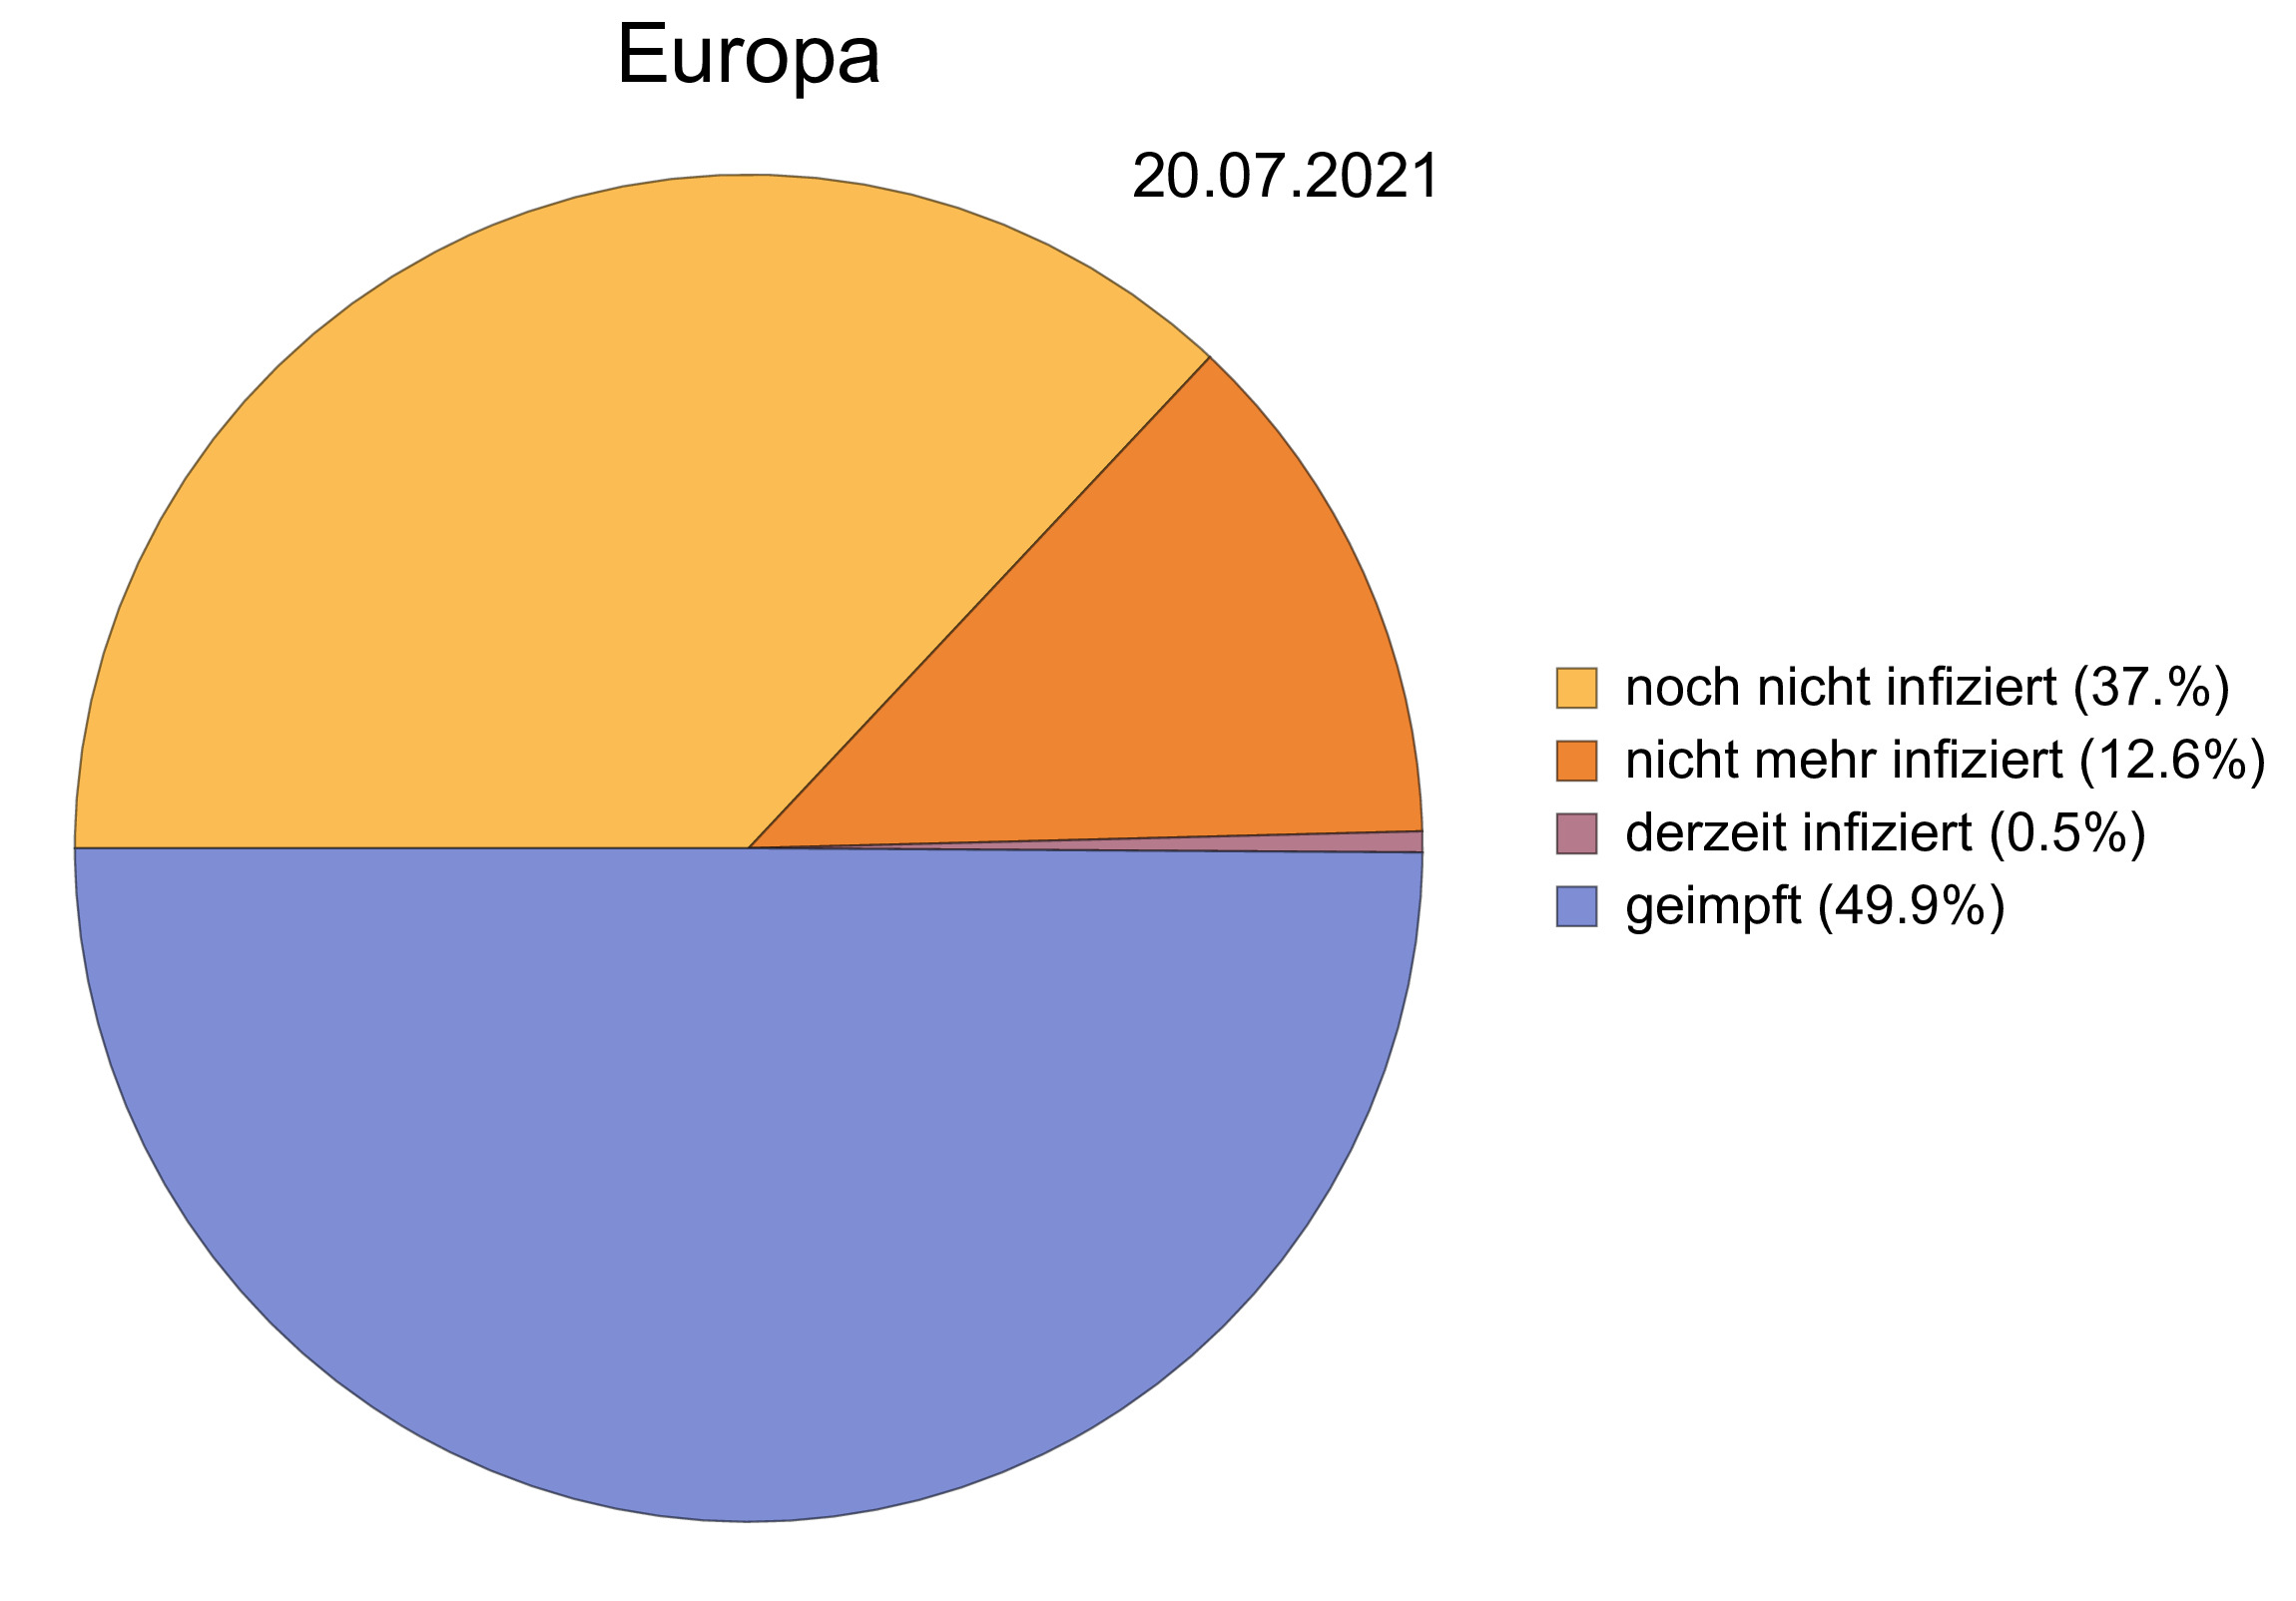 Europa
20.07.2021
noch nicht infiziert (37.%)
nicht mehr infiziert (12.6%)
derzeit infiziert (0.5%)
geimpft (49.9%)